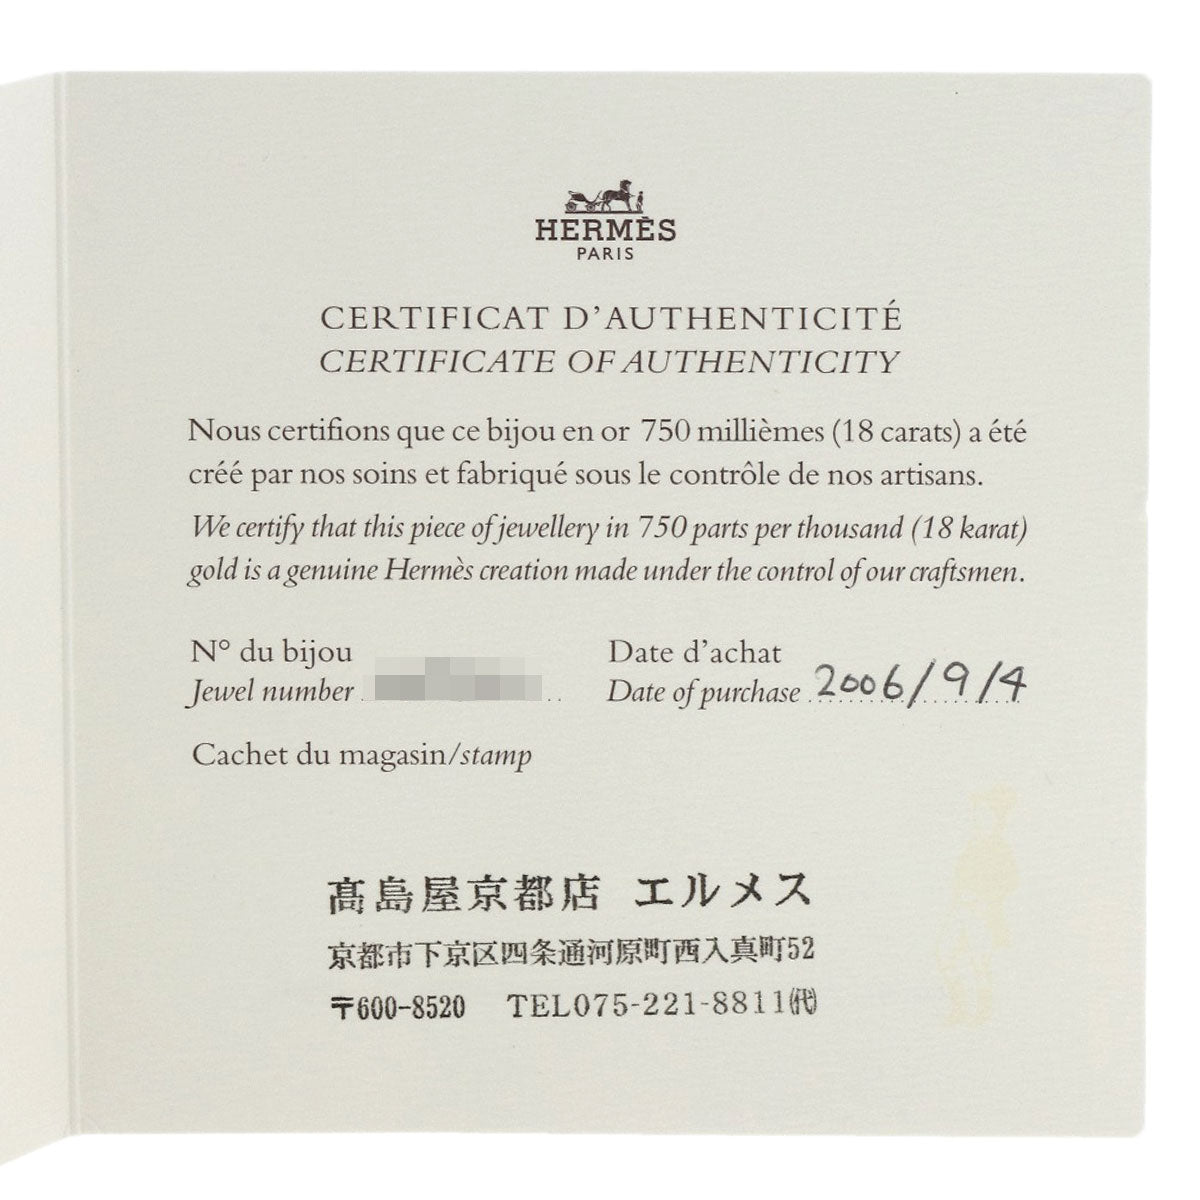 HERMÈS
PARIS
CERTIFICAT D'AUTHENTICITÉ
CERTIFICATE OF AUTHENTICITY
Nous certifions que ce bijou en or 750 millièmes (18 carats) a été
créé par nos soins et fabriqué sous le contrôle de nos artisans.
We certify that this piece of jewellery in 750 parts per thousand (18 karat)
gold is a genuine Hermès creation made under the control of our craftsmen.
N° du bijou
Jewel number
Date d'achat
Date of purchase 2006/9/4
Cachet du magasin/stamp
髙島屋京都店 エルメス
京都市下京区四条通河原町西入真町52
〒600-8520 TEL075-221-8811㈹